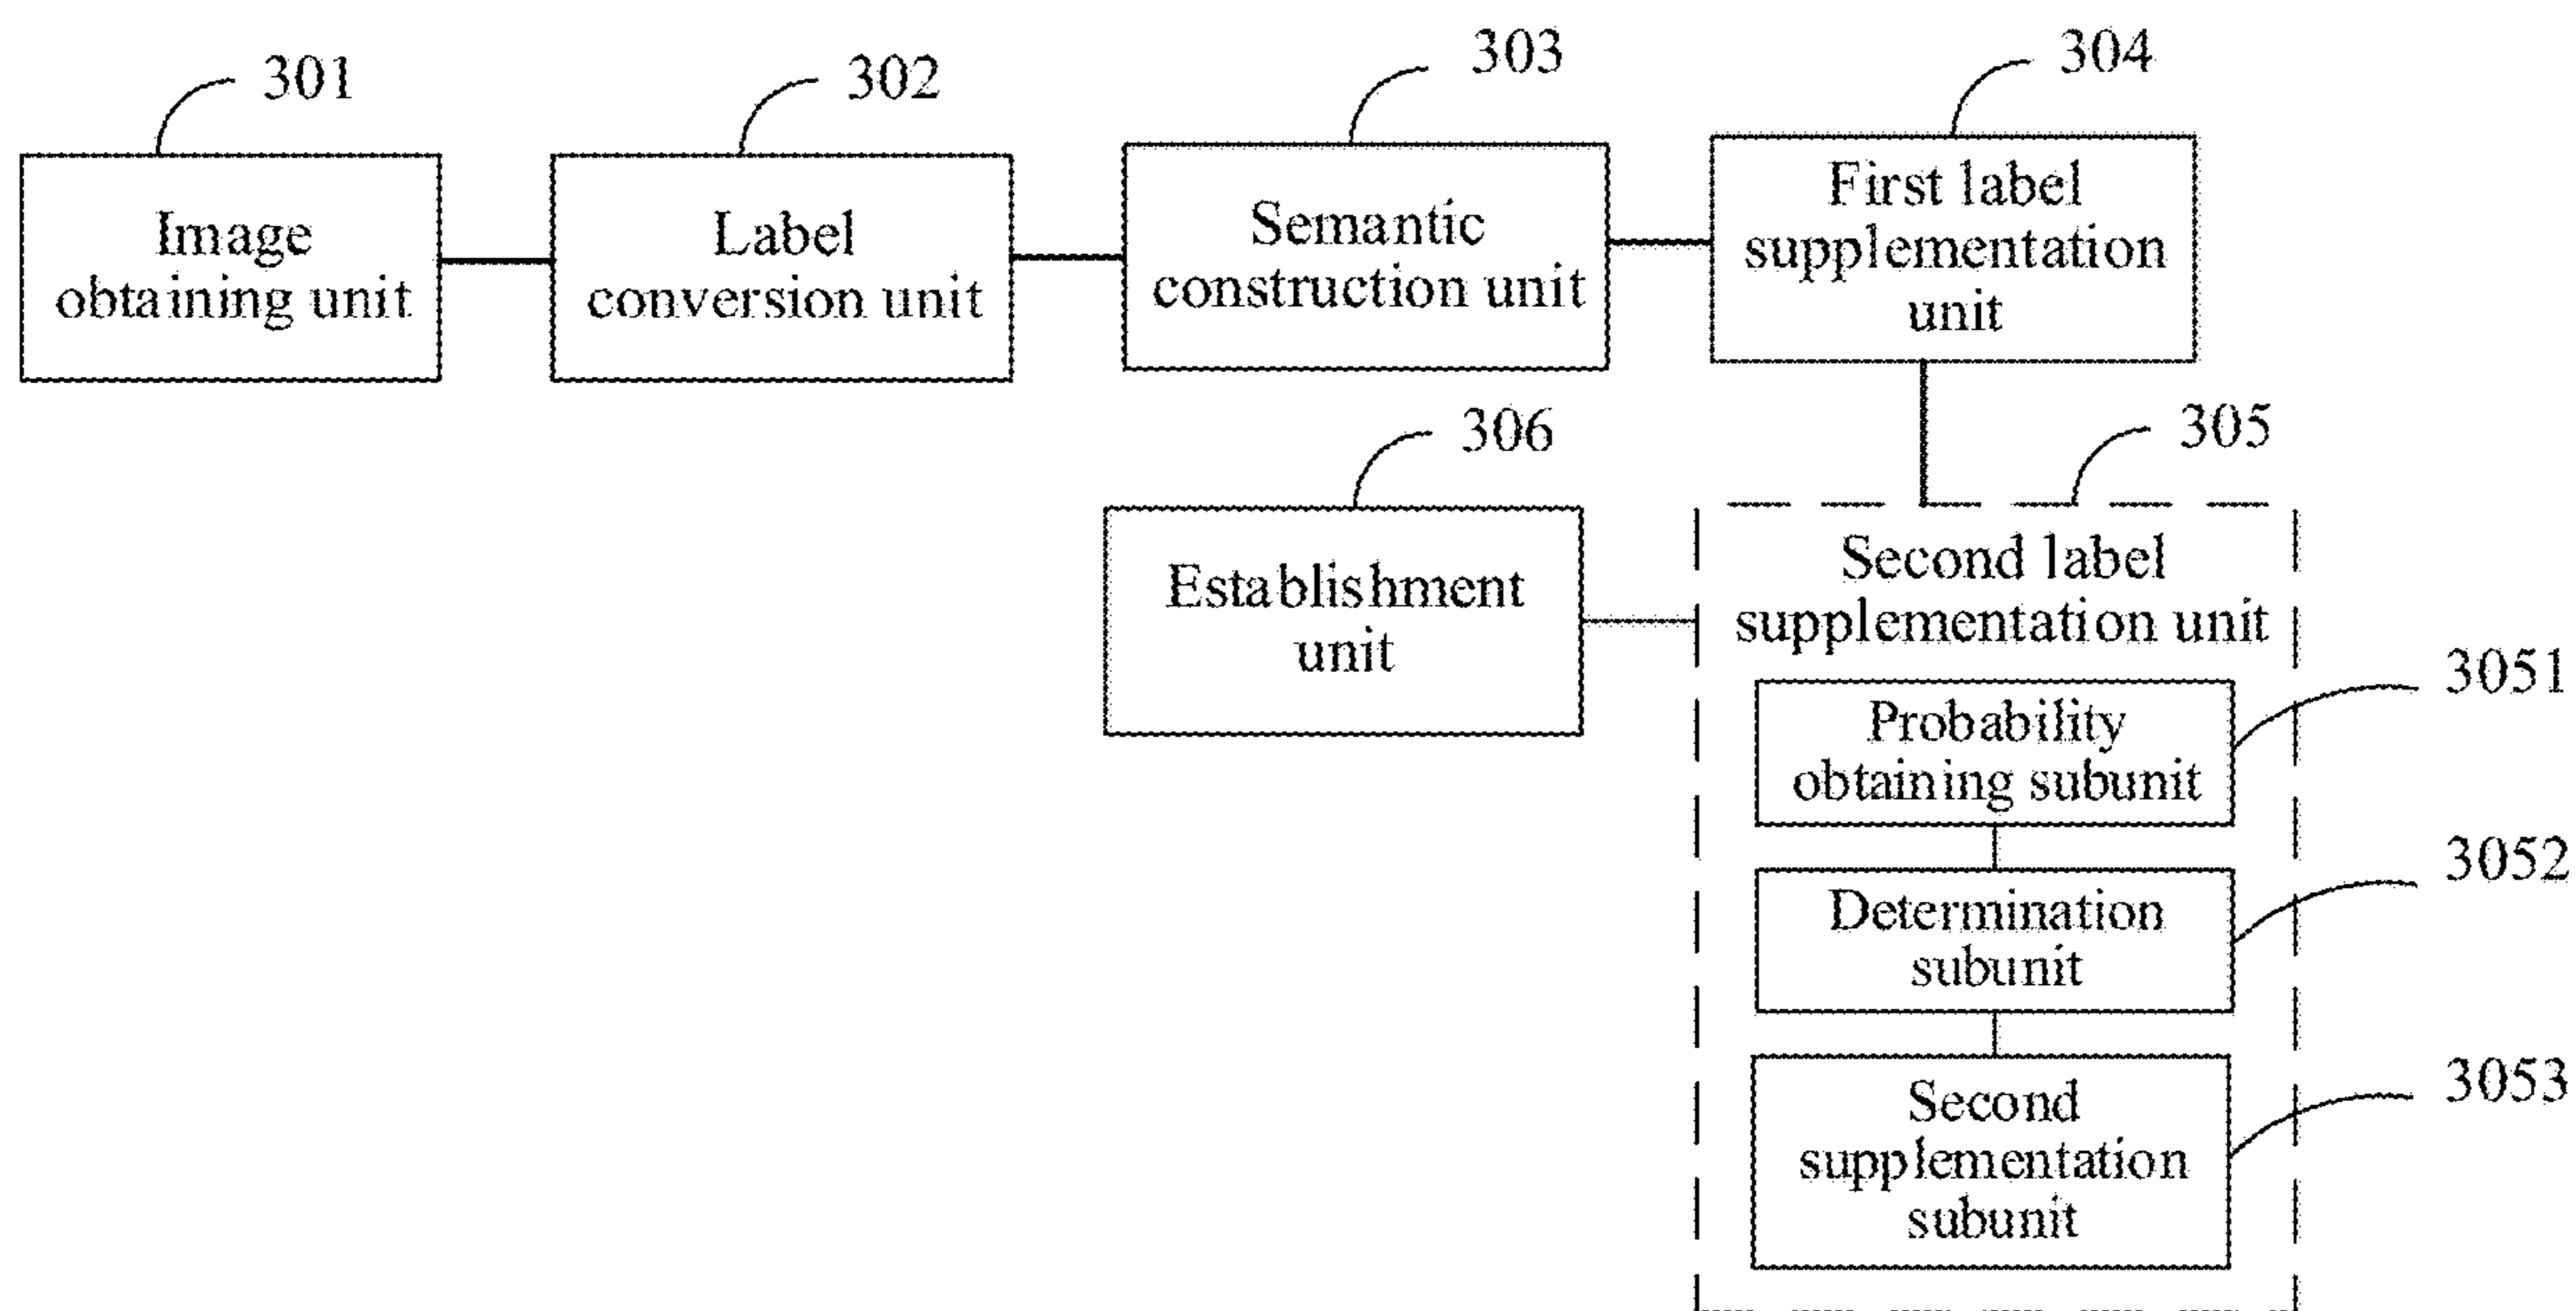 301
302
303
304
Image
obtaining unit
Label
conversion unit
Semantic
construction unit
First label
supplementation
unit
306
305
Establishment
unit
Second label
supplementation unit
3051
Probability
obtaining subunit
3052
Determination
subunit
3053
Second
supplementation
subunit